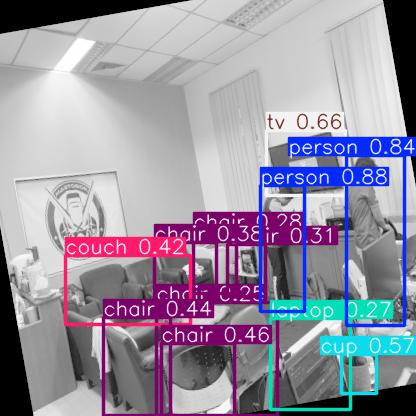 tv 0.66
person 0.84
person 0.88
chair 0.28
chair 0.38
ir 0.31
couch 0.42
chair 0.25
chair 0.44
laptop 0.27
chair 0.46
cup 0.57